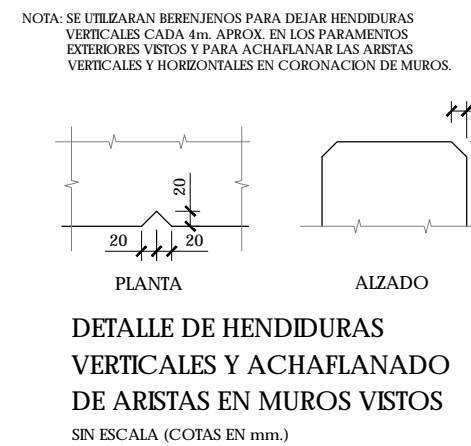 NOTA: SE UTILIZARAN BERENJENOS PARA DEJAR HENDIDURAS
VERTICALES CADA 4m. APROX. EN LOS PARAMENTOS
EXTERIORES VISTOS Y PARA ACHAFLANAR LAS ARISTAS
VERTICALES Y HORIZONTALES EN CORONACION DE MUROS.
20
20 20
PLANTA ALZADO
DETALLE DE HENDIDURAS
VERTICALES Y ACHAFLANADO
DE ARISTAS EN MUROS VISTOS
SIN ESCALA (COTAS EN mm.)